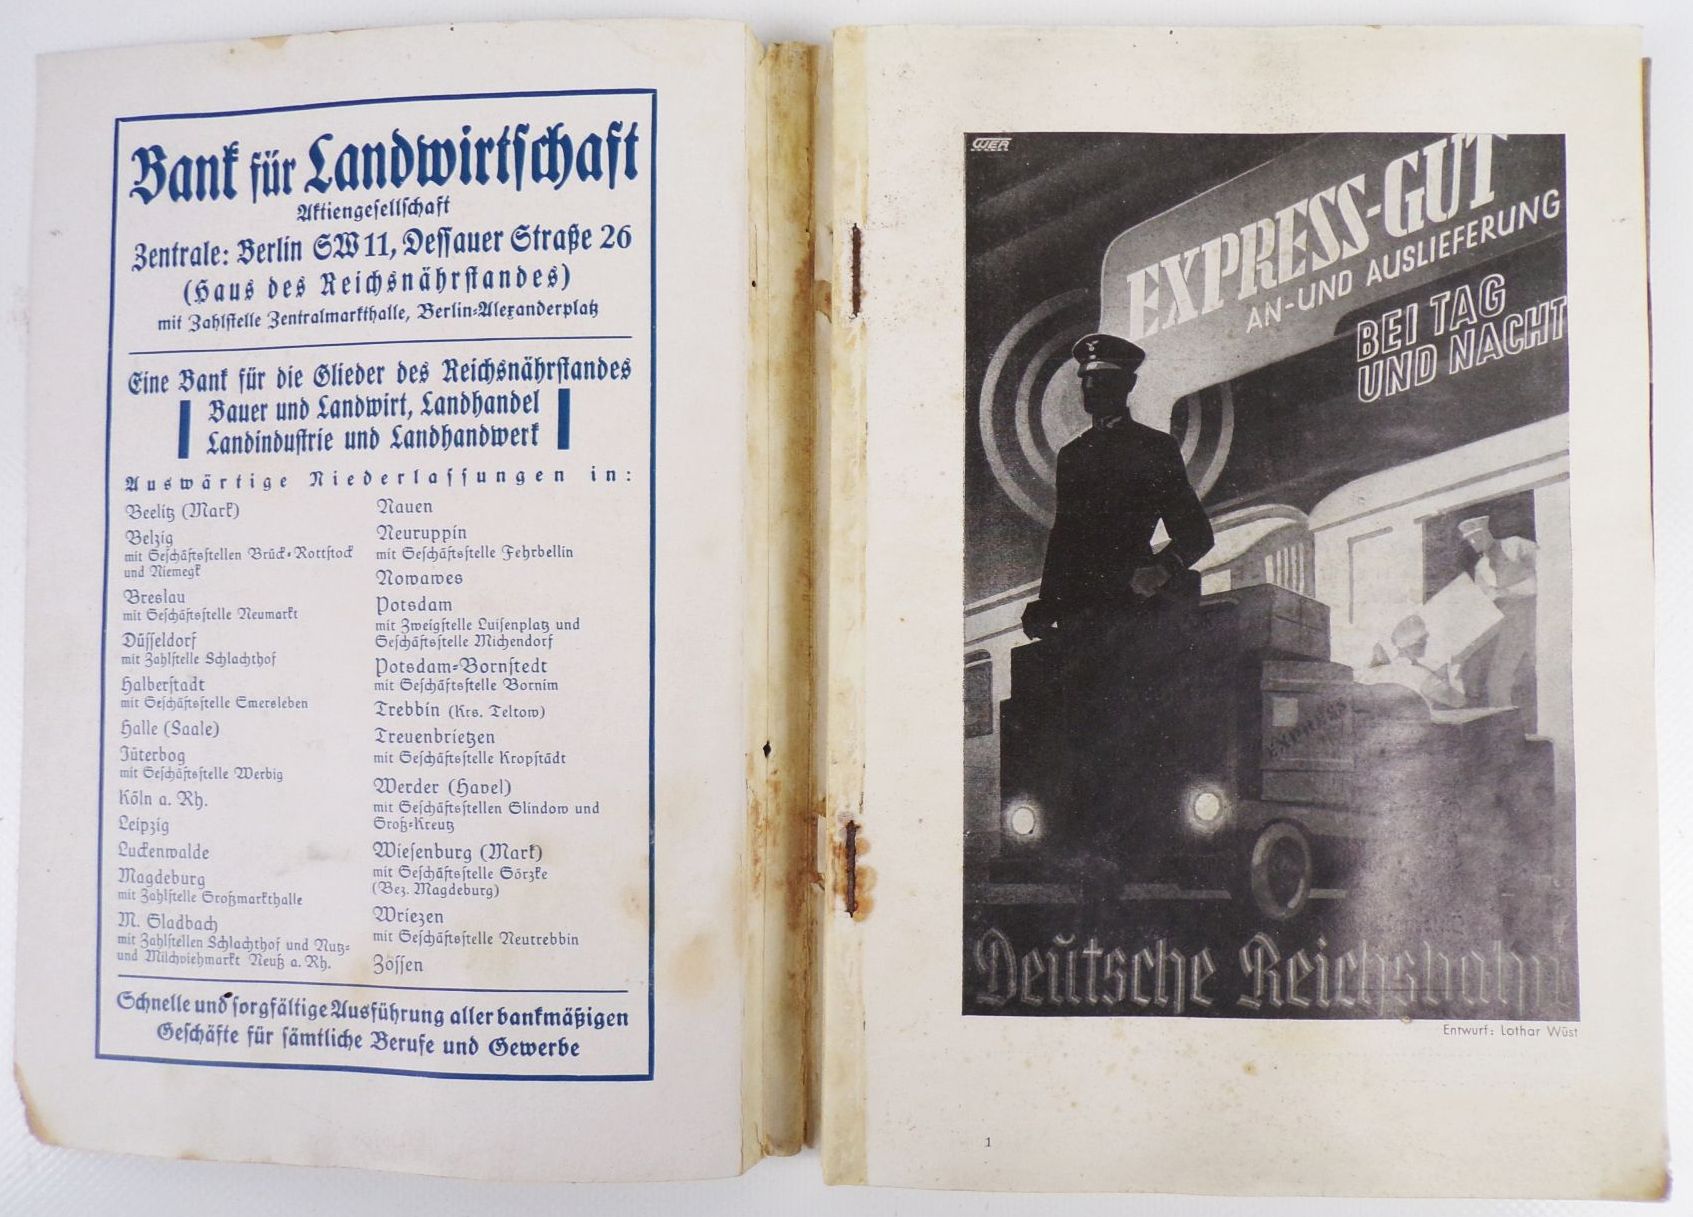 Bank für Landwirtschaft
Aktiengesellschaft
Zentrale: Berlin SW 11, Dessauer Straße 26
(Haus des Reichsnährstandes)
mit Zahlstelle Zentralmarkthalle, Berlin-Alexanderplatz
Eine Bank für die Glieder des Reichsnährstandes
Bauer und Landwirt, Landhandel
Landindustrie und Landhandwerk
Auswärtige Niederlassungen in:
Beelitz (Mark)
Belzig
mit Geschäftsstellen Brück-Rottstock
und Niemegk
Breslau
mit Geschäftsstelle Neumarkt
Düsseldorf
mit Zahlstelle Schlachthof
Halberstadt
mit Geschäftsstelle Emersleben
Halle (Saale)
Jüterbog
mit Geschäftsstelle Werbig
Köln a. Rh.
Leipzig
Luckenwalde
Magdeburg
mit Zahlstelle Großmarkthalle
M. Gladbach
mit Zahlstellen Schlachthof und Nutz-
und Milchviehmarkt Neuß a. Rh.
Nauen
Neuruppin
mit Geschäftsstelle Fehrbellin
Nowawes
Potsdam
mit Zweigstelle Luisenplatz und
Geschäftsstelle Michendorf
Potsdam-Bornstedt
mit Geschäftsstelle Bornim
Trebbin (Krs. Teltow)
Treuenbrietzen
mit Geschäftsstelle Kropstädt
Werder (Havel)
mit Geschäftsstellen Glindow und
Groß-Kreutz
Wiesenburg (Mark)
mit Geschäftsstelle Görzke
(Bez. Magdeburg)
Wriezen
mit Geschäftsstelle Neutrebbin
Zossen
Schnelle und sorgfältige Ausführung aller bankmäßigen
Geschäfte für sämtliche Berufe und Gewerbe
WER
EXPRESS-GUT
AN-UND AUSLIEFERUNG
BEI TAG
UND NACHT
EXPRESS
Deutsche Reichsbahn
Entwurf: Lothar Wüst
1